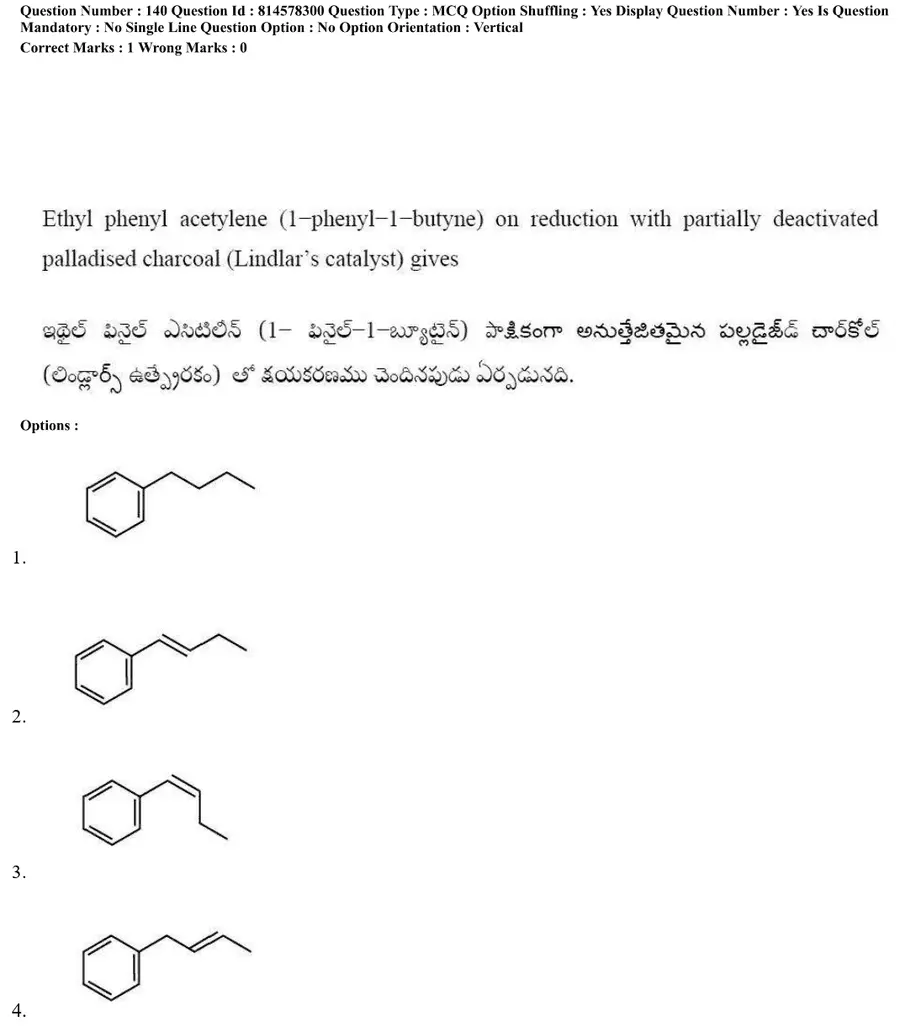 Question Number : 140 Question Id : 814578300 Question Type : MCQ Option Shuffling : Yes Display Question Number : Yes Is Question
Mandatory : No Single Line Question Option : No Option Orientation : Vertical
Correct Marks : 1 Wrong Marks : 0
Ethyl phenyl acetylene (1−phenyl−1−butyne) on reduction with partially deactivated
palladised charcoal (Lindlar’s catalyst) gives
ఇథైల్ ఫినైల్ ఎసిటిలీన్ (1− ఫినైల్−1−బ్యూటైన్) పాక్షికంగా అనుత్తేజితమైన పల్లడైజ్‌డ్ చార్‌కోల్
(లిండ్లార్స్ ఉత్ప్రేరకం) తో క్షయకరణము చెందినపుడు ఏర్పడునది.
Options :
1.
2.
3.
4.